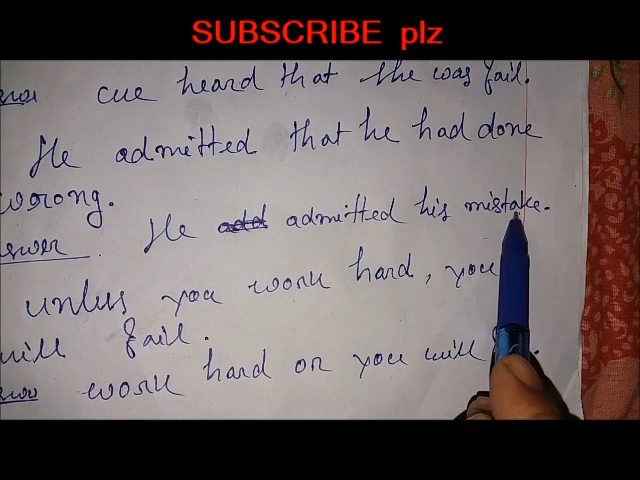 SUBSCRIBE plz
cue heard that she was fail.
He admitted that he had done
wrong.
He admitted his mistake.
unless you work hard, you
will fail.
work hard or you will